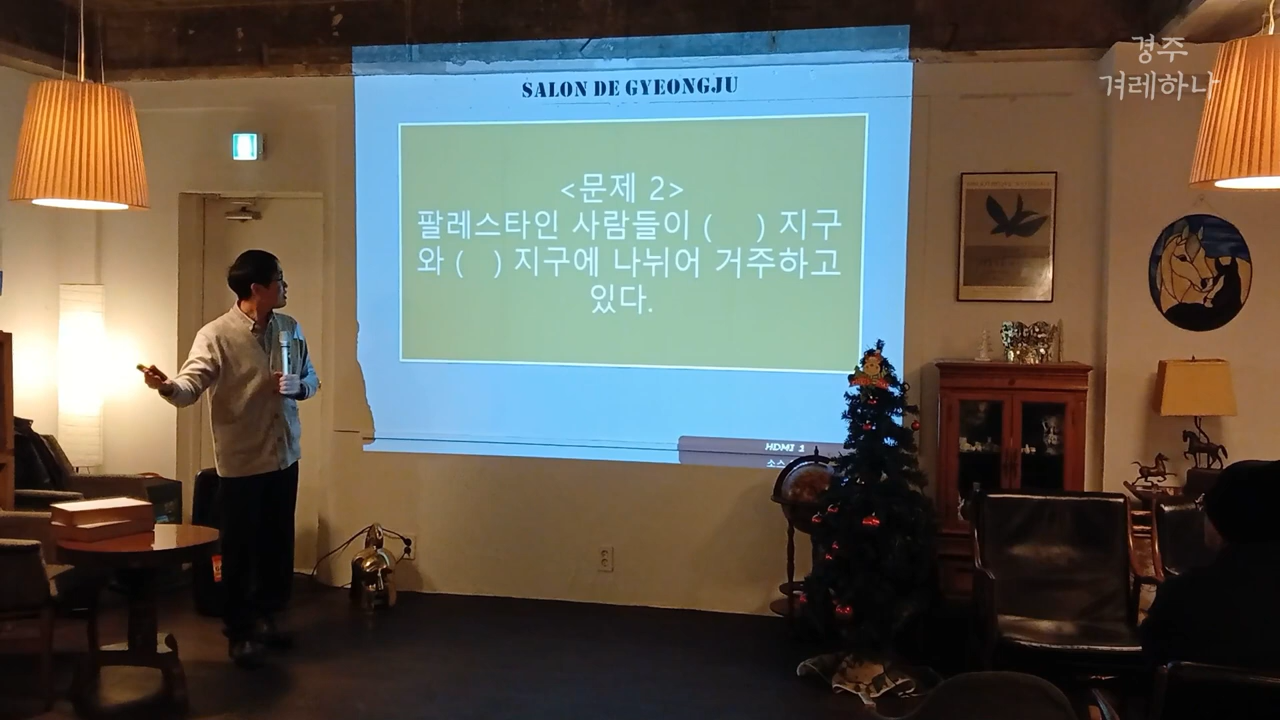 경주
겨레하나
SALON DE GYEONGJU
<문제 2>
팔레스타인 사람들이 (    ) 지구
와 (   ) 지구에 나뉘어 거주하고
있다.
HDMI 1
소스